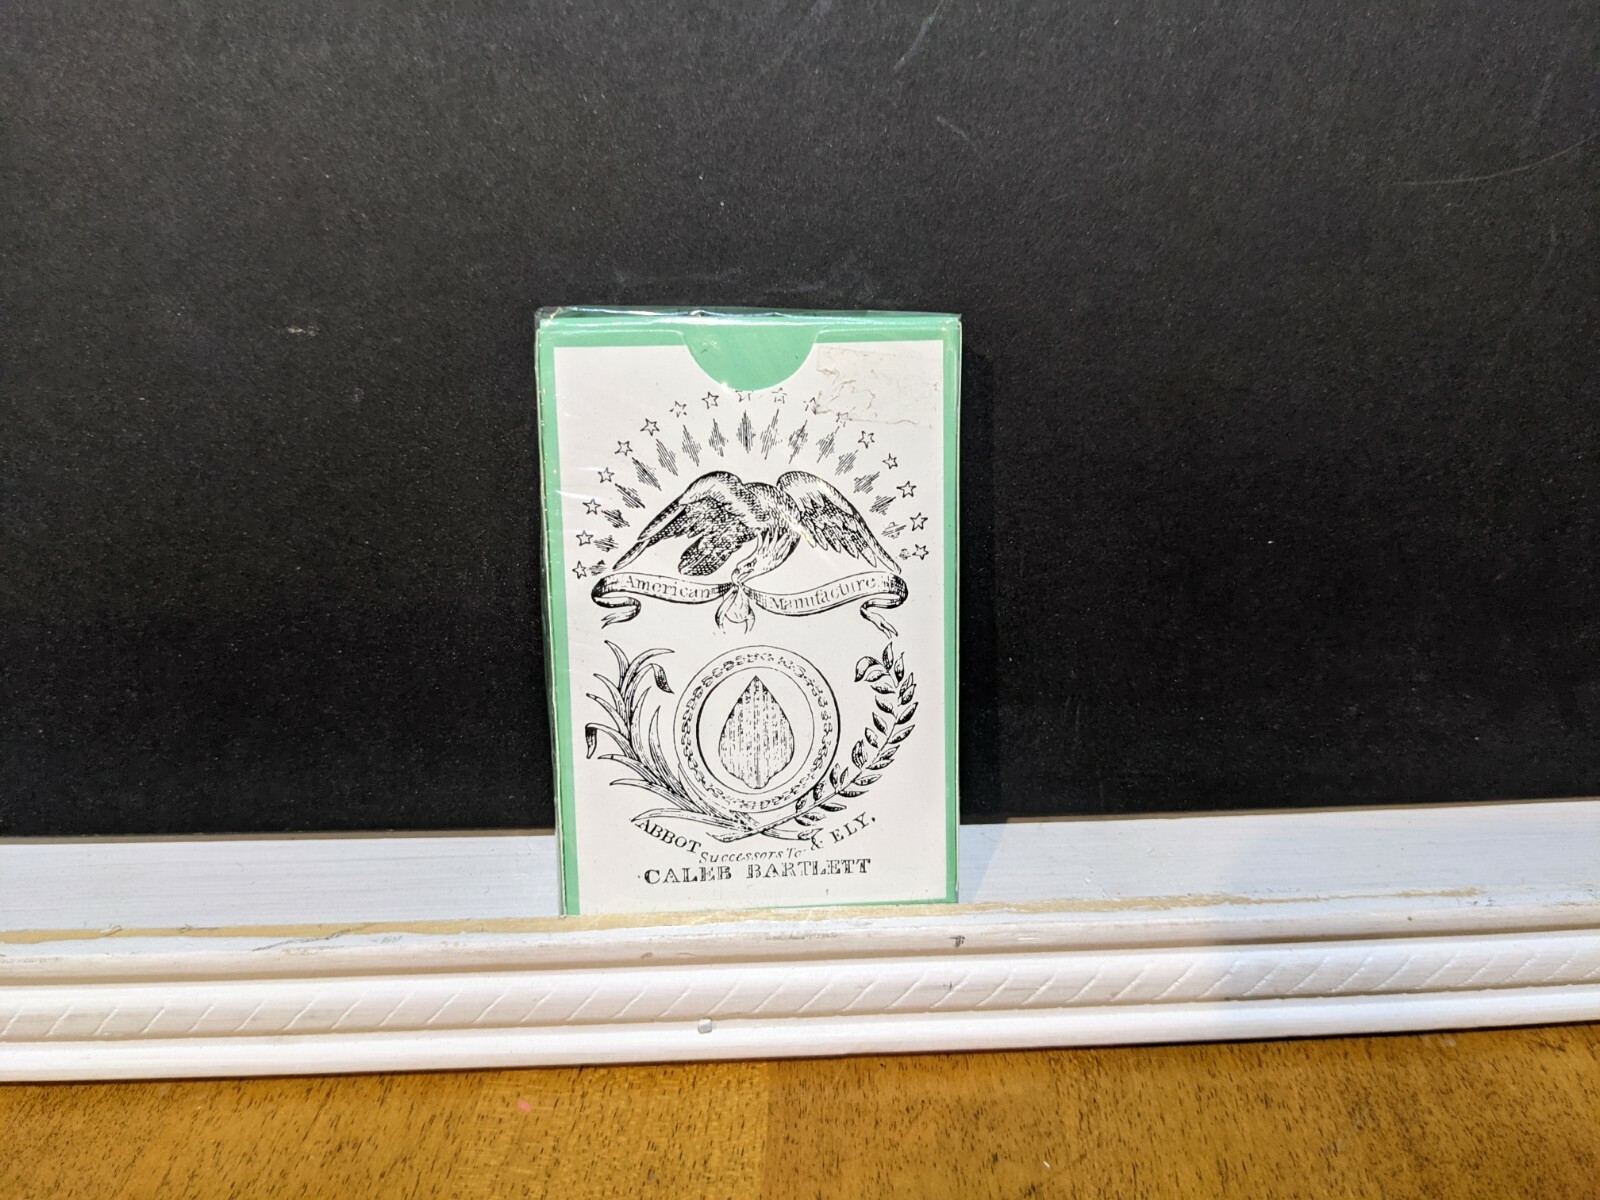 American Manufacture
ABBOT & ELY,
Successors To
CALEB BARTLETT